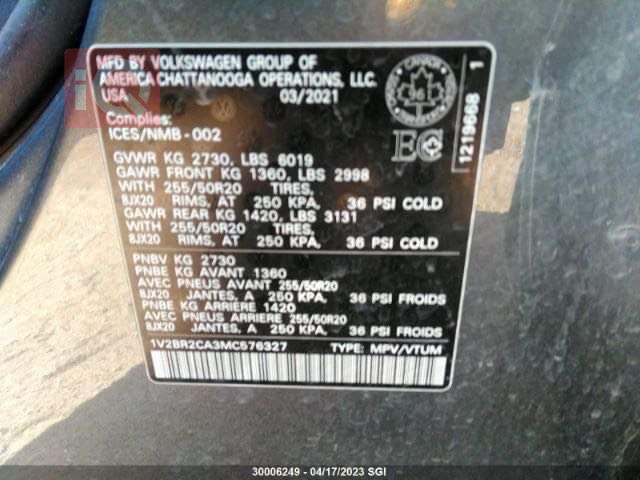 MFD BY VOLKSWAGEN GROUP OF
AMERICA CHATTANOOGA OPERATIONS, LLC.
USA 03/2021
Complies:
ICES/NMB-002
CANADA
96
EC
1219668 1
GVWR KG 2730, LBS 6019
GAWR FRONT KG 1360, LBS 2998
WITH 255/50R20 TIRES,
8JX20 RIMS, AT 250 KPA, 36 PSI COLD
GAWR REAR KG 1420, LBS 3131
WITH 255/50R20 TIRES,
8JX20 RIMS, AT 250 KPA, 36 PSI COLD
PNBV KG 2730
PNBE KG AVANT 1360
AVEC PNEUS AVANT 255/50R20
8JX20 JANTES, A 250 KPA, 36 PSI FROIDS
PNBE KG ARRIERE 1420
AVEC PNEUS ARRIERE 255/50R20
8JX20 JANTES, A 250 KPA, 36 PSI FROIDS
1V2BR2CA3MC576327 TYPE: MPV/VTUM
30006249 - 04/17/2023 SGI